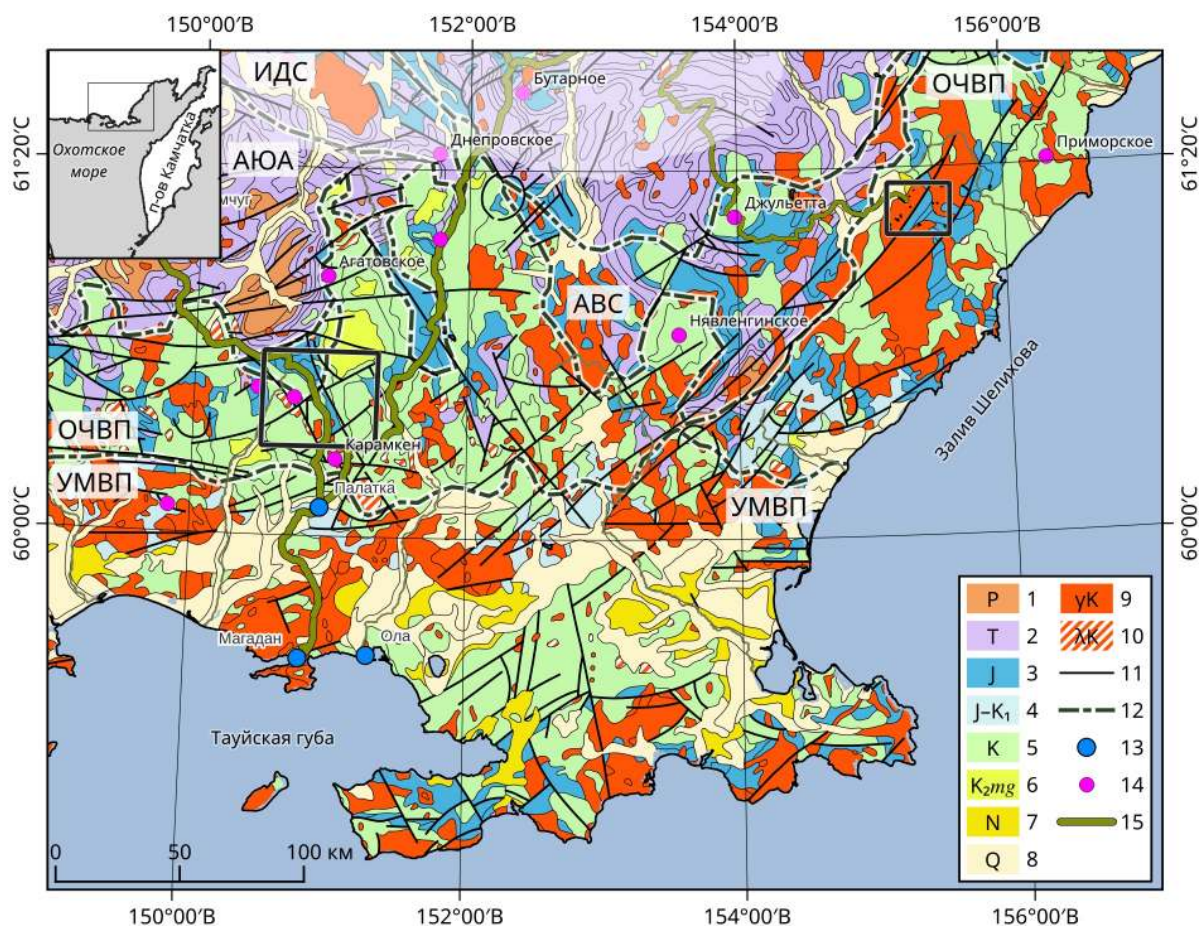 150°00′В
152°00′В
154°00′В
156°00′В
61°20′С
61°20′С
60°00′С
60°00′С
Охотское
море
п-ов Камчатка
ИДС
Бутарное
ОЧВП
Днепровское
АЮА
Приморское
мчуг
Джульетта
Агатовское
АВС
Нявленгинское
Залив Шелихова
ОЧВП
Карамкен
УМВП
Палатка
УМВП
Магадан
Ола
Тауйская губа
0 50 100 км
P 1
T 2
J 3
J–K₁ 4
K 5
K₂mg 6
N 7
Q 8
γK 9
λK 10
11
12
13
14
15
150°00′В
152°00′В
154°00′В
156°00′В